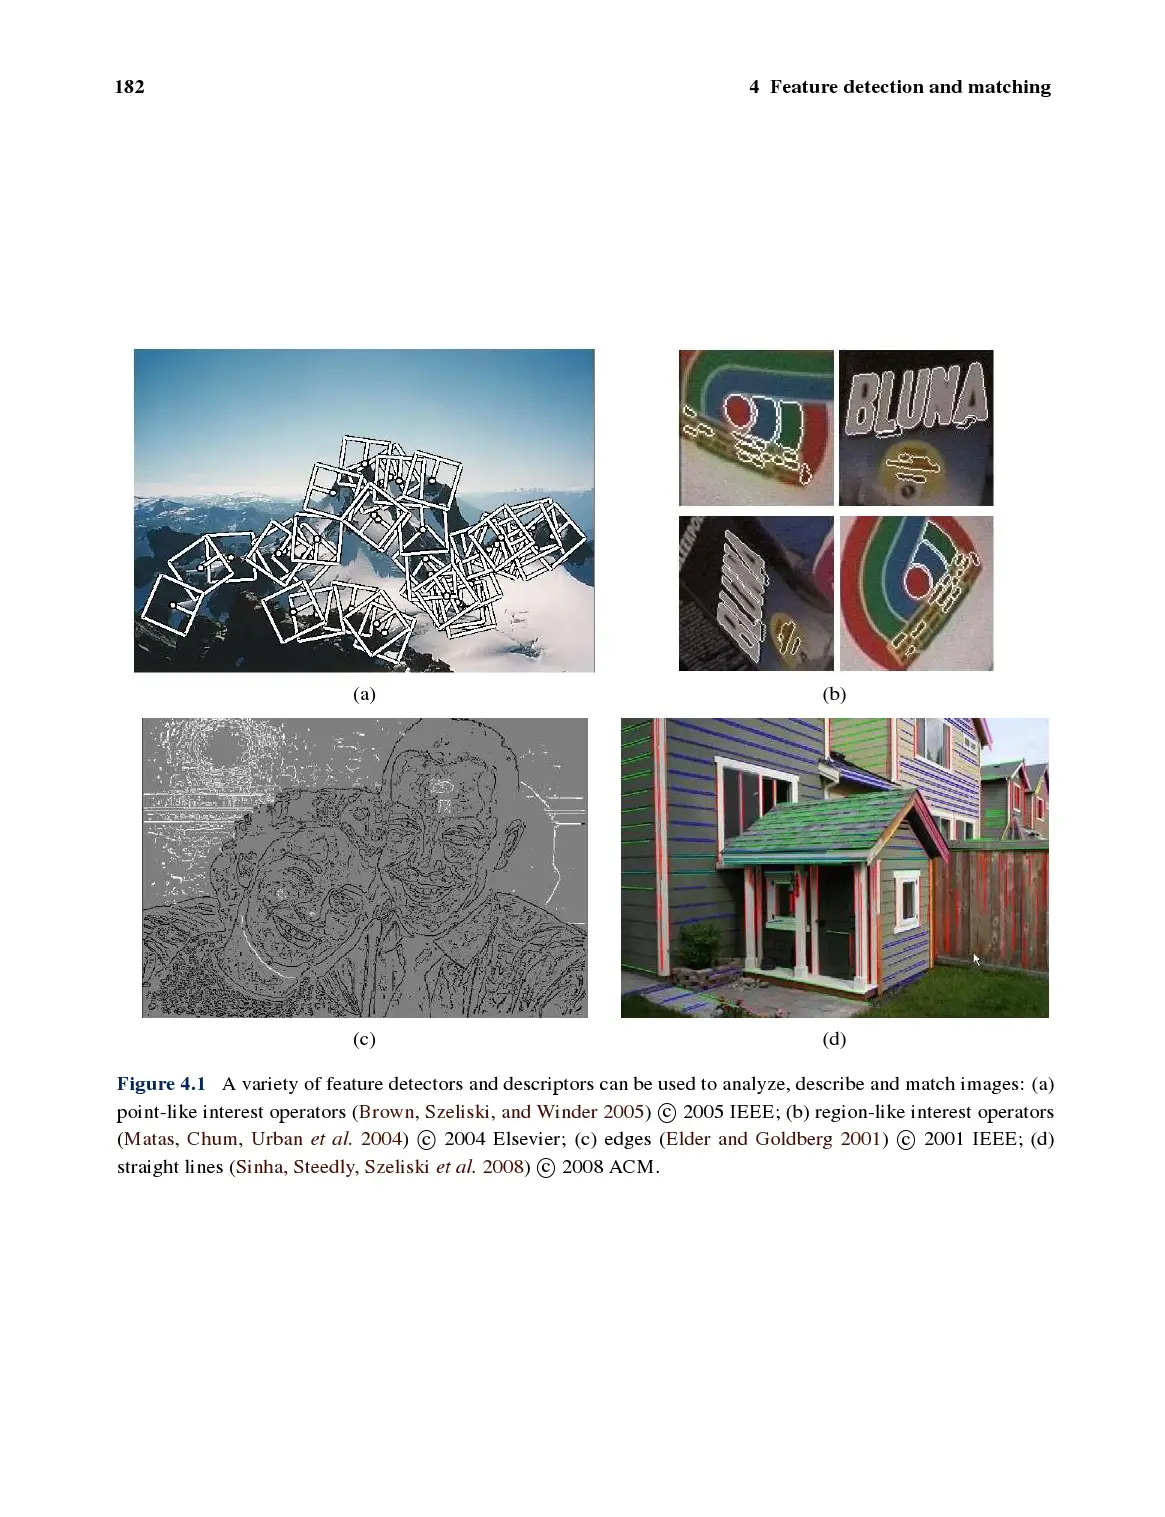 182
4 Feature detection and matching
BLUNA
BLUNA
(a)
(b)
(c)
(d)
Figure 4.1 A variety of feature detectors and descriptors can be used to analyze, describe and match images: (a)
point-like interest operators (Brown, Szeliski, and Winder 2005) © 2005 IEEE; (b) region-like interest operators
(Matas, Chum, Urban et al. 2004) © 2004 Elsevier; (c) edges (Elder and Goldberg 2001) © 2001 IEEE; (d)
straight lines (Sinha, Steedly, Szeliski et al. 2008) © 2008 ACM.